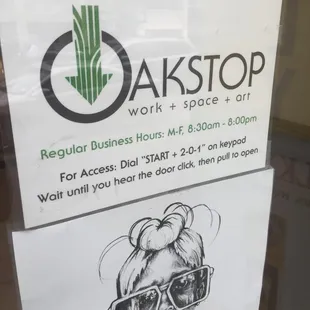 OAKSTOP
work + space + art
Regular Business Hours: M-F, 8:30am - 8:00pm
For Access: Dial "START + 2-0-1" on keypad
Wait until you hear the door click, then pull to open